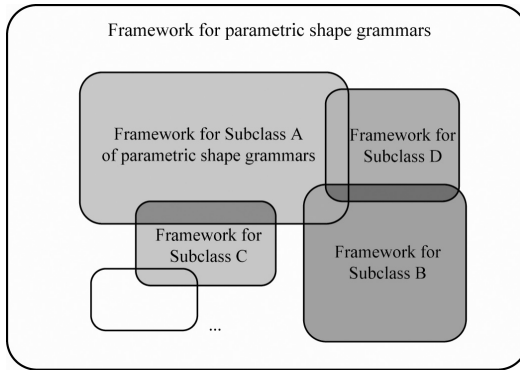 Framework for parametric shape grammars
Framework for Subclass A
of parametric shape grammars
Framework for
Subclass D
Framework for
Subclass C
Framework for
Subclass B
...